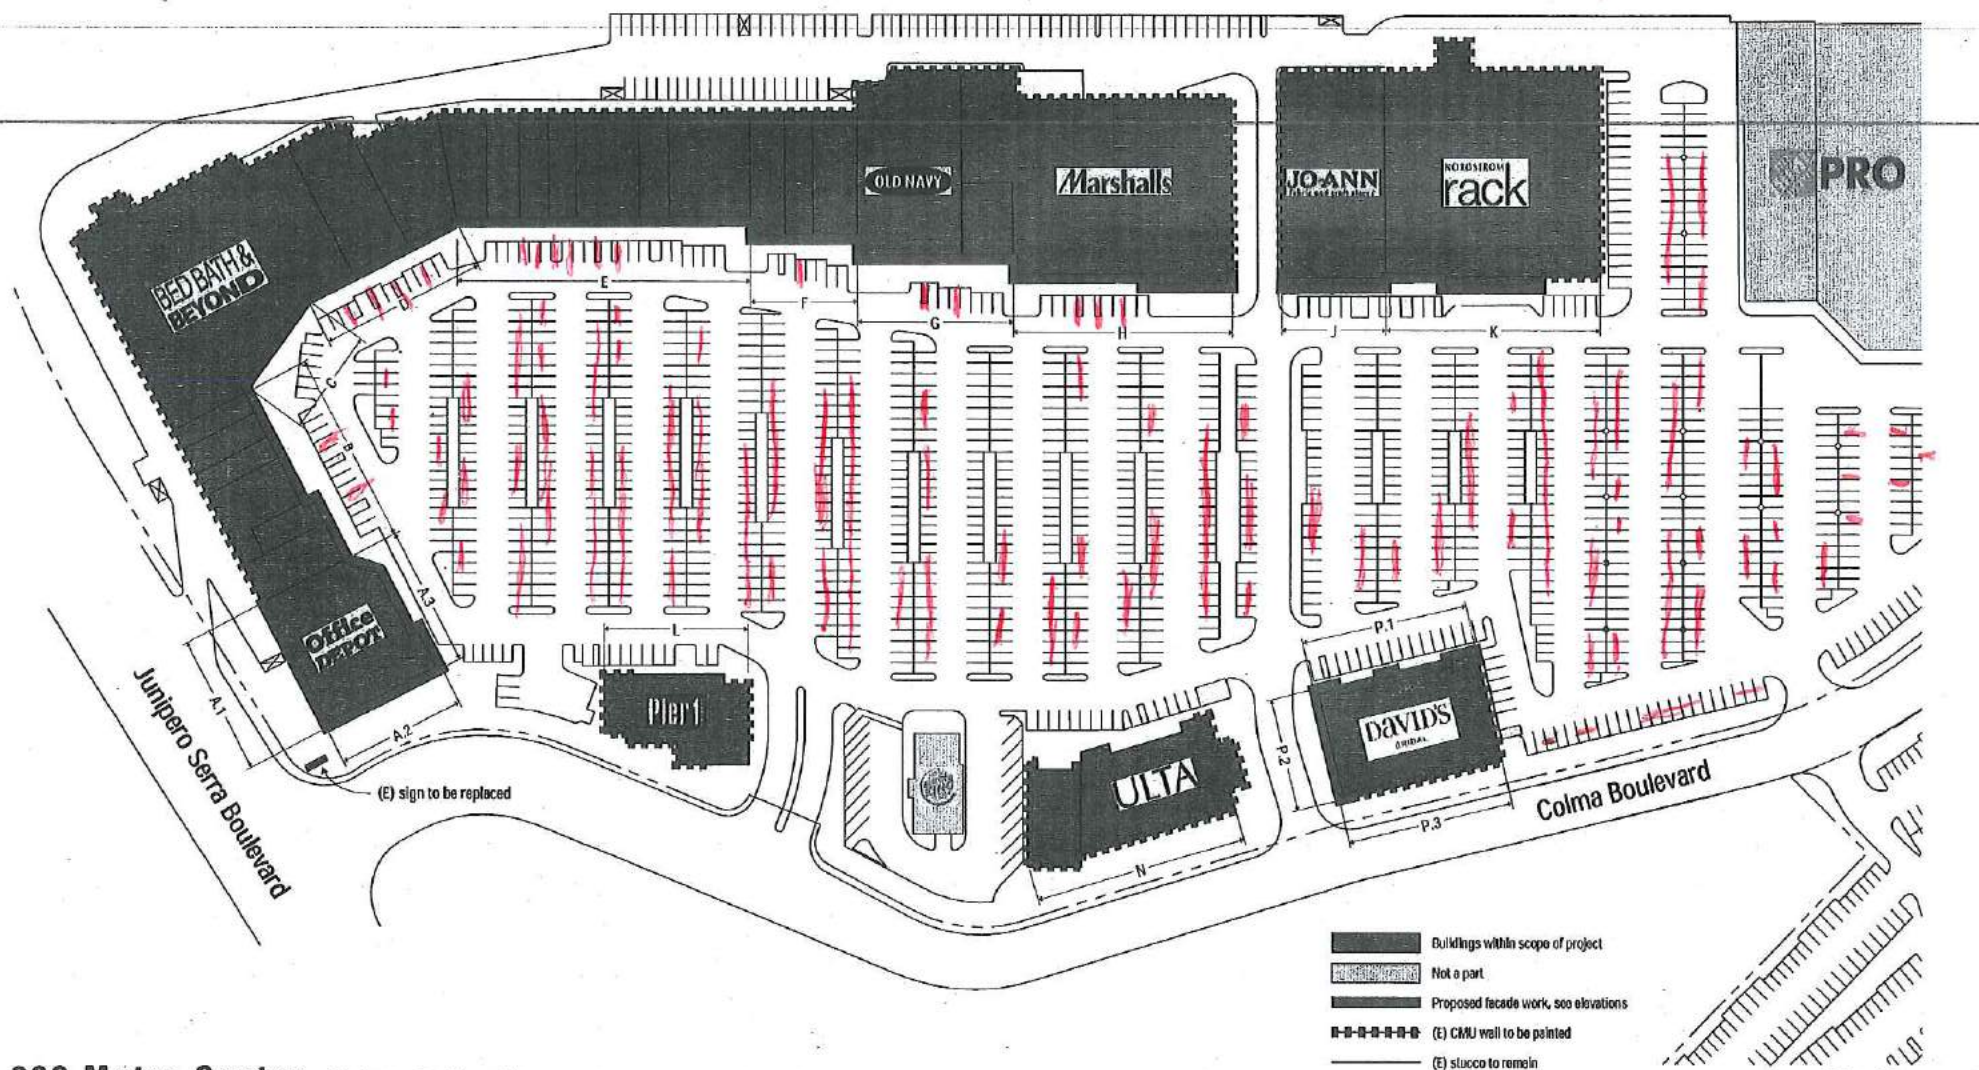 OLD NAVY
Marshalls
JO-ANN
NORDSTROM
rack
PRO
BED BATH &
BEYOND
E
F
G
H
J
K
D
C
B
A.3
Office
DEPOT
A.1
A.2
L
Pier 1
P.1
P.2
DAVID'S
BRIDAL
P.3
ULTA
N
Junipero Serra Boulevard
(E) sign to be replaced
Colma Boulevard
Buildings within scope of project
Not a part
Proposed facade work, see elevations
(E) CMU wall to be painted
(E) stucco to remain